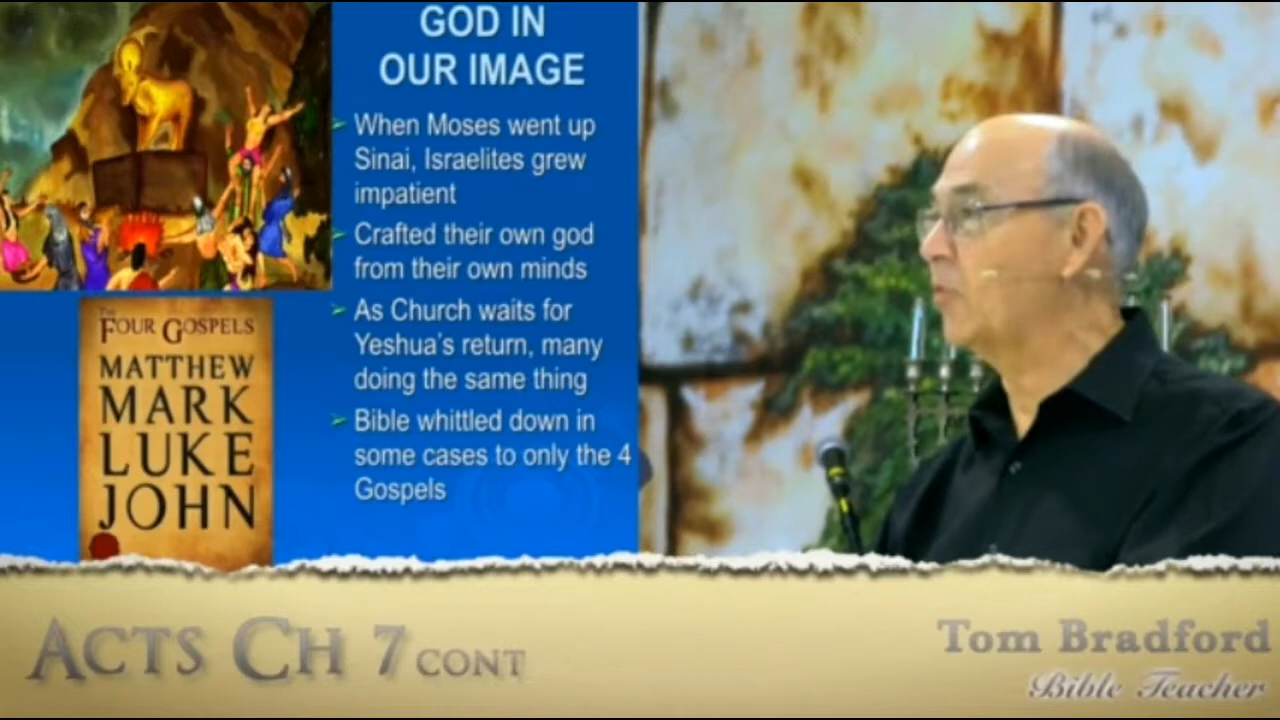 GOD IN
OUR IMAGE
When Moses went up
Sinai, Israelites grew
impatient
Crafted their own god
from their own minds
As Church waits for
Yeshua's return, many
doing the same thing
Bible whittled down in
some cases to only the 4
Gospels
THE
FOUR GOSPELS
MATTHEW
MARK
LUKE
JOHN
ACTS CH 7 CONT
Tom Bradford
Bible Teacher